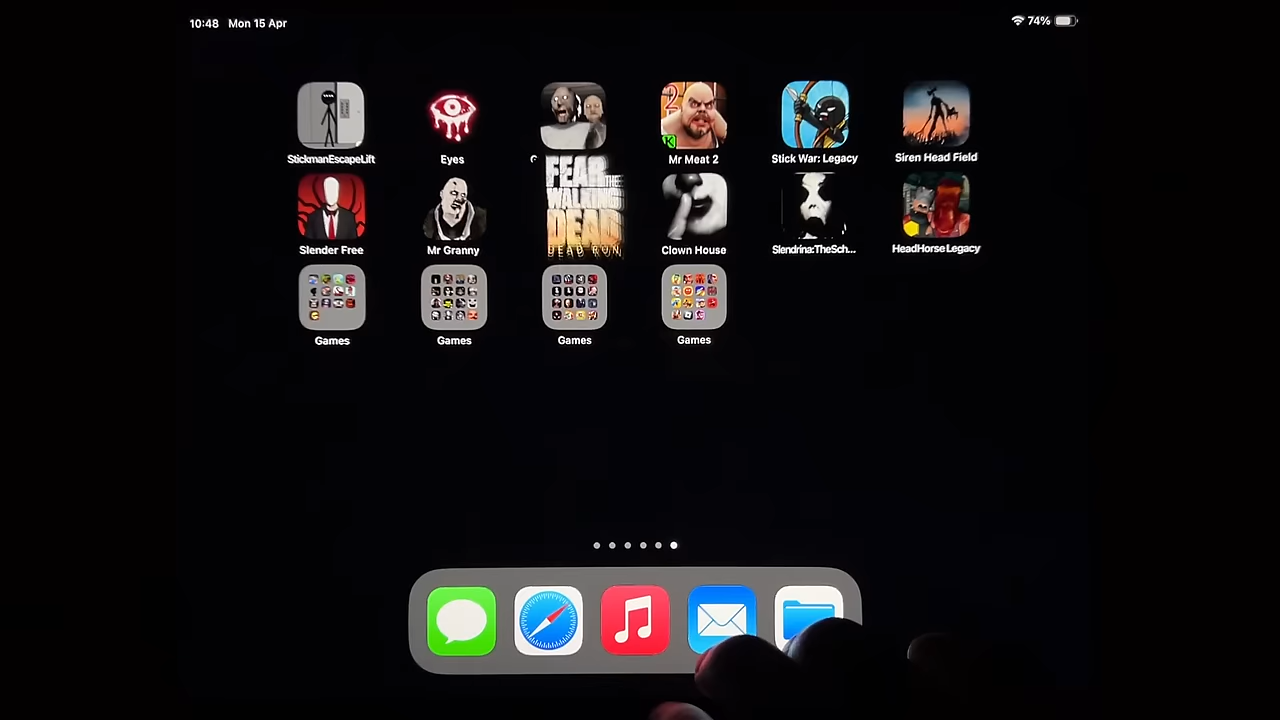 10:48 Mon 15 Apr
74%
StickmanEscapeLift
Eyes
Mr Meat 2
Stick War: Legacy
Siren Head Field
FEAR THE
WALKING
DEAD
DEAD RUN
Slender Free
Mr Granny
Clown House
Slendrina:TheSch...
HeadHorse Legacy
Games
Games
Games
Games